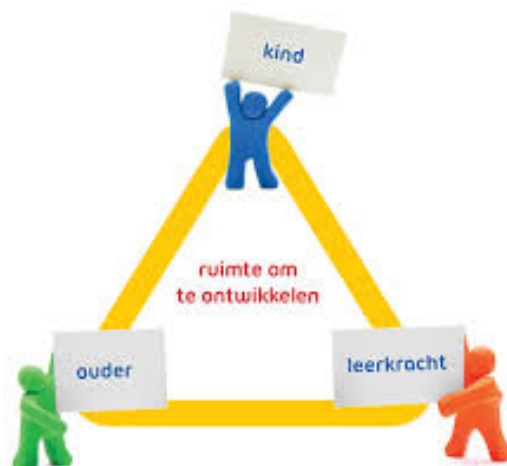 kind
ruimte om
te ontwikkelen
ouder
leerkracht